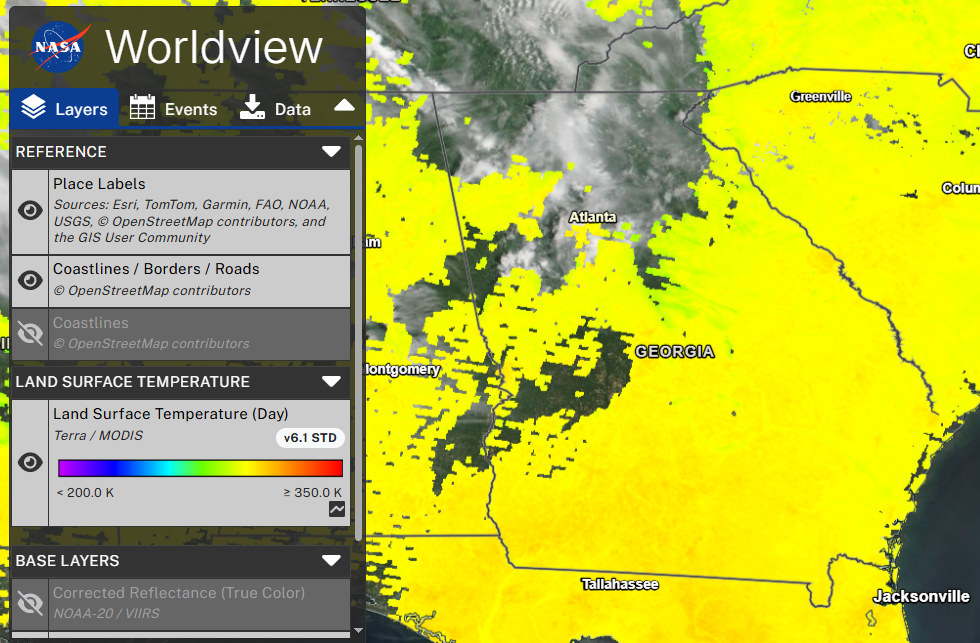 TENNESSEE
NASA
Worldview
Layers
Events
Data
REFERENCE
Place Labels
Sources: Esri, TomTom, Garmin, FAO, NOAA,
USGS, © OpenStreetMap contributors, and
the GIS User Community
Coastlines / Borders / Roads
© OpenStreetMap contributors
Coastlines
© OpenStreetMap contributors
LAND SURFACE TEMPERATURE
Land Surface Temperature (Day)
Terra / MODIS
v6.1 STD
< 200.0 K
≥ 350.0 K
BASE LAYERS
Corrected Reflectance (True Color)
NOAA-20 / VIIRS
Greenville
Atlanta
GEORGIA
Tallahassee
Jacksonville